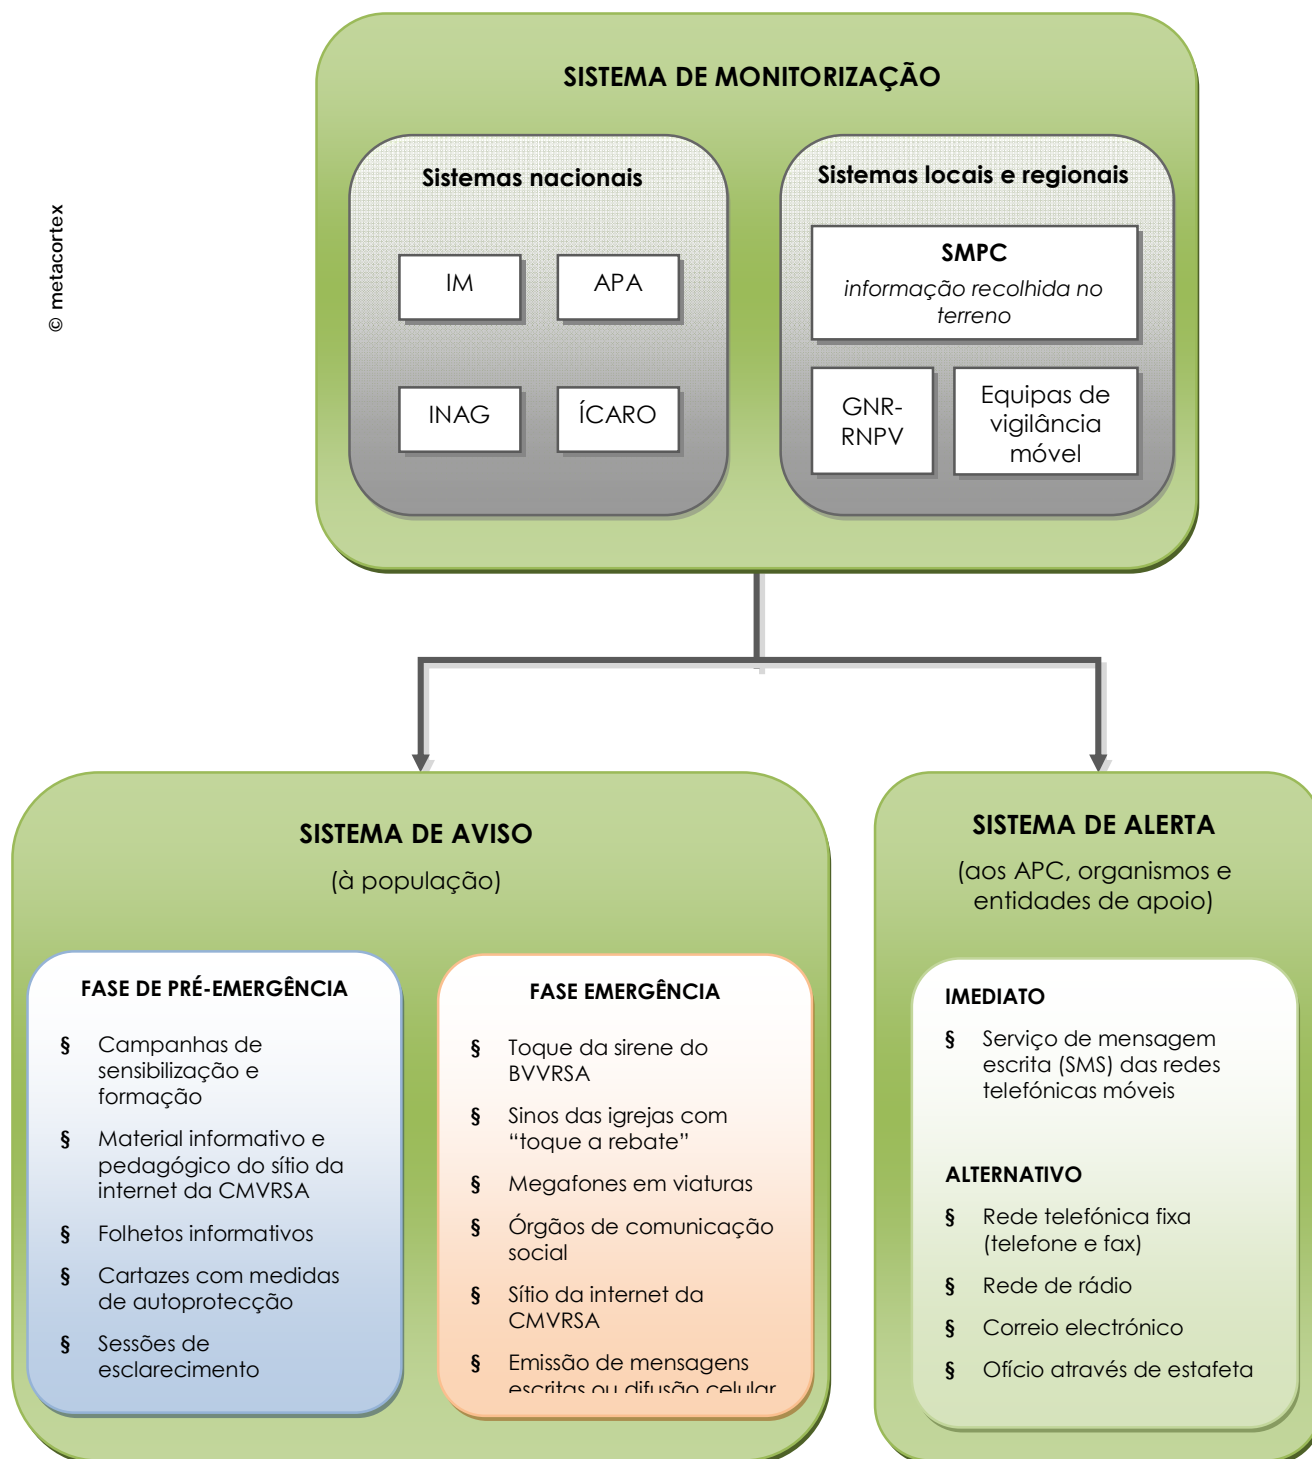 © metacortex
SISTEMA DE MONITORIZAÇÃO
Sistemas nacionais
IM
APA
INAG
ÍCARO
Sistemas locais e regionais
SMPC
informação recolhida no
terreno
GNR-
RNPV
Equipas de
vigilância
móvel
SISTEMA DE AVISO
(à população)
FASE DE PRÉ-EMERGÊNCIA
§ Campanhas de
sensibilização e
formação
§ Material informativo e
pedagógico do sítio da
internet da CMVRSA
§ Folhetos informativos
§ Cartazes com medidas
de autoprotecção
§ Sessões de
esclarecimento
FASE EMERGÊNCIA
§ Toque da sirene do
BVVRSA
§ Sinos das igrejas com
“toque a rebate”
§ Megafones em viaturas
§ Órgãos de comunicação
social
§ Sítio da internet da
CMVRSA
§ Emissão de mensagens
escritas ou difusão celular
SISTEMA DE ALERTA
(aos APC, organismos e
entidades de apoio)
IMEDIATO
§ Serviço de mensagem
escrita (SMS) das redes
telefónicas móveis
ALTERNATIVO
§ Rede telefónica fixa
(telefone e fax)
§ Rede de rádio
§ Correio electrónico
§ Ofício através de estafeta